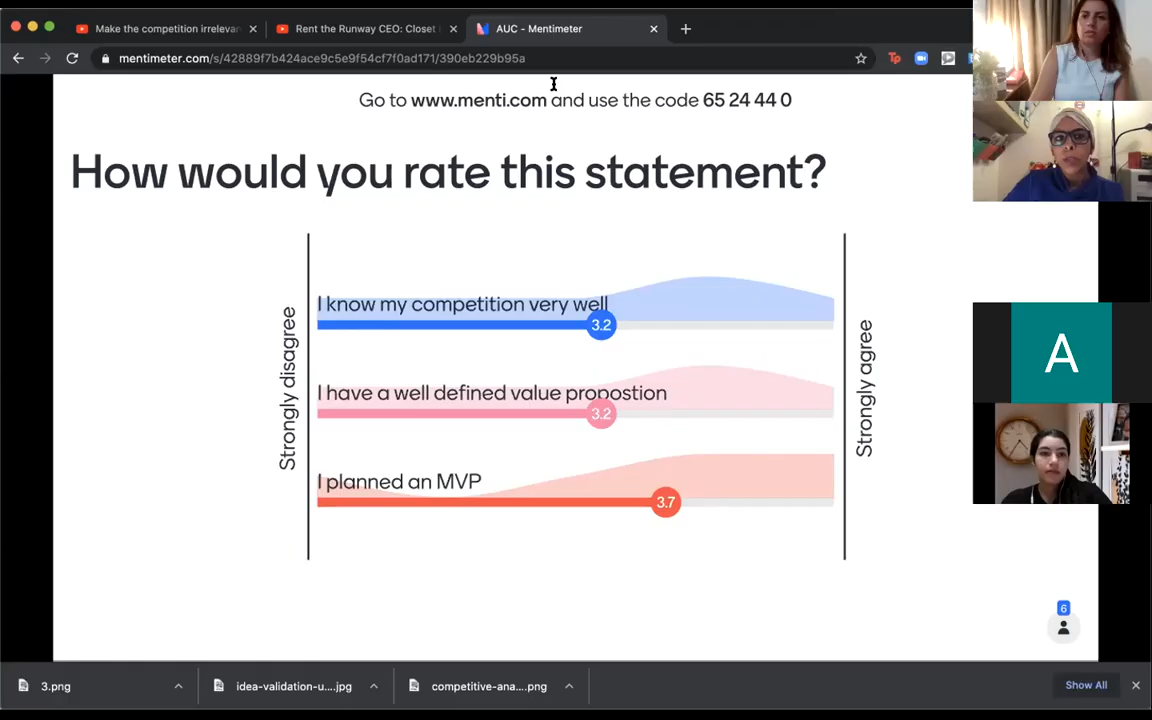 Make the competition irrelevan
Rent the Runway CEO: Closet i
AUC - Mentimeter
mentimeter.com/s/42889f7b424ace9c5e9f54cf7f0ad171/390eb229b95a
Go to www.menti.com and use the code 65 24 44 0
How would you rate this statement?
Strongly disagree
I know my competition very well
3.2
I have a well defined value propostion
3.2
I planned an MVP
3.7
Strongly agree
A
6
3.png
idea-validation-u....jpg
competitive-ana....png
Show All